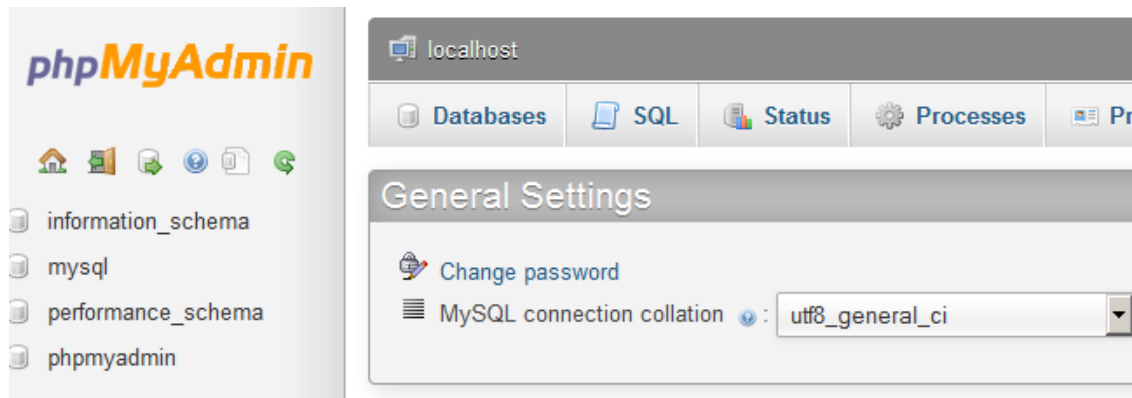 phpMyAdmin
information_schema
mysql
performance_schema
phpmyadmin
localhost
Databases SQL Status Processes
General Settings
Change password
MySQL connection collation : utf8_general_ci